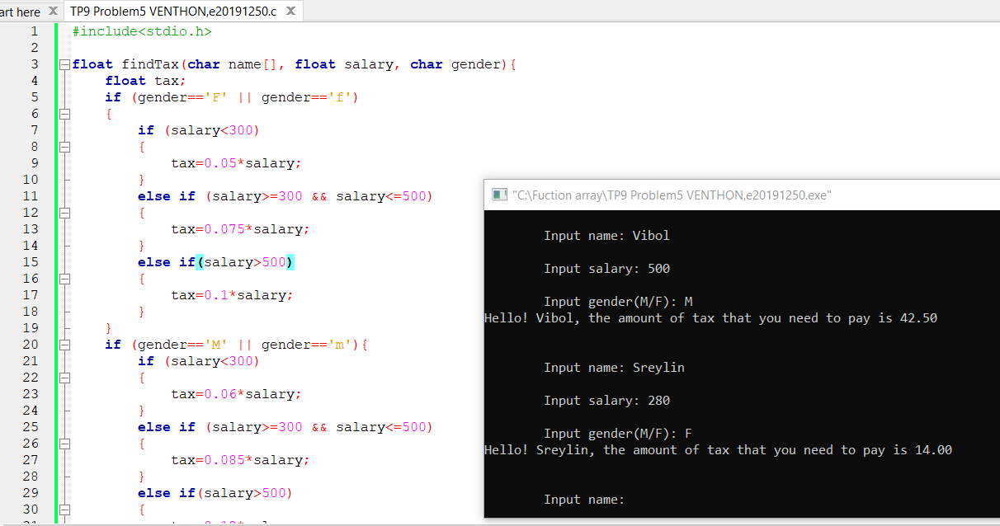 art here X TP9 Problem5 VENTHON,e20191250.c X
1 #include<stdio.h>
2
3 float findTax(char name[], float salary, char gender){
4 float tax;
5 if (gender=='F' || gender=='f')
6 {
7 if (salary<300)
8 {
9 tax=0.05*salary;
10 }
11 else if (salary>=300 && salary<=500)
12 {
13 tax=0.075*salary;
14 }
15 else if(salary>500)
16 {
17 tax=0.1*salary;
18 }
19 }
20 if (gender=='M' || gender=='m'){
21 if (salary<300)
22 {
23 tax=0.06*salary;
24 }
25 else if (salary>=300 && salary<=500)
26 {
27 tax=0.085*salary;
28 }
29 else if(salary>500)
30 {
"C:\Fuction array\TP9 Problem5 VENTHON,e20191250.exe"
Input name: Vibol
Input salary: 500
Input gender(M/F): M
Hello! Vibol, the amount of tax that you need to pay is 42.50
Input name: Sreylin
Input salary: 280
Input gender(M/F): F
Hello! Sreylin, the amount of tax that you need to pay is 14.00
Input name: